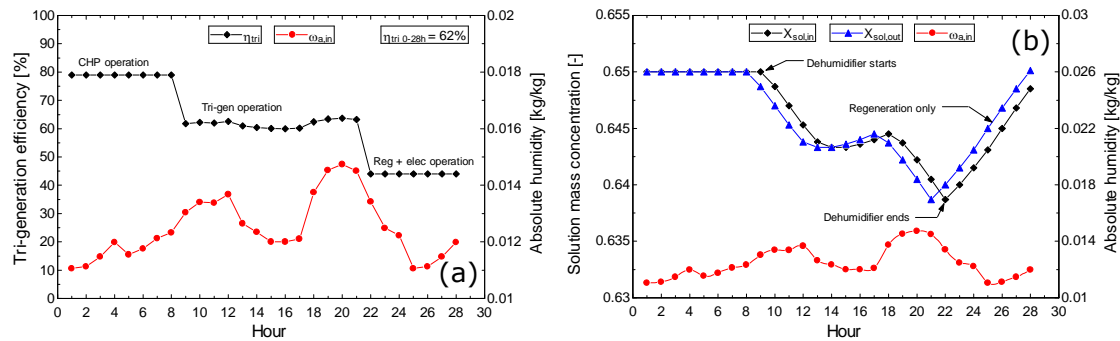 100
90
80
70
60
50
40
30
20
10
0
Tri-generation efficiency [%]
ηtri
ωa,in
ηtri 0-28h = 62%
CHP operation
Tri-gen operation
Reg + elec operation
(a)
0.02
0.018
0.016
0.014
0.012
0.01
Absolute humidity [kg/kg]
0 2 4 6 8 10 12 14 16 18 20 22 24 26 28 30
Hour
0.655
0.65
0.645
0.64
0.635
0.63
Solution mass concentration [-]
Xsol,in
Xsol,out
ωa,in
(b)
Dehumidifier starts
Regeneration only
Dehumidifier ends
0.03
0.026
0.022
0.018
0.014
0.01
Absolute humidity [kg/kg]
0 2 4 6 8 10 12 14 16 18 20 22 24 26 28 30
Hour